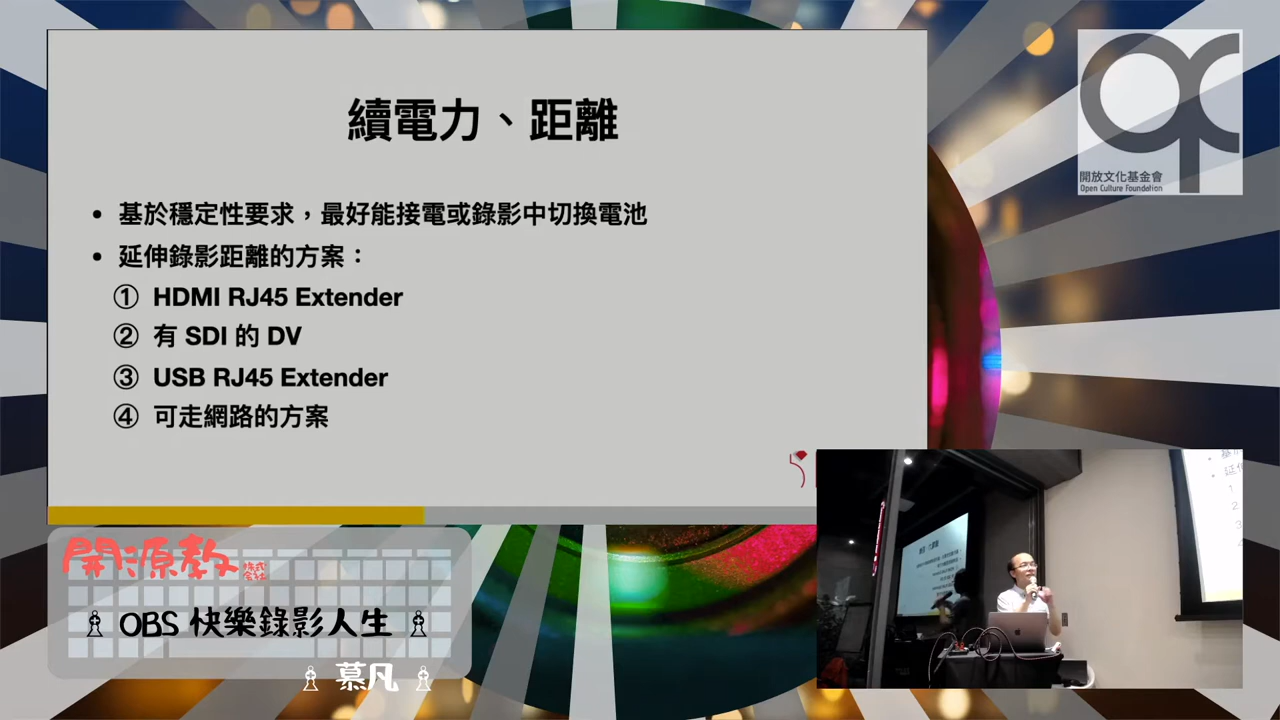 續電力、距離
• 基於穩定性要求，最好能接電或錄影中切換電池
• 延伸錄影距離的方案：
① HDMI RJ45 Extender
② 有 SDI 的 DV
③ USB RJ45 Extender
④ 可走網路的方案
開放文化基金會
Open Culture Foundation
開源教
株式会社
OBS 快樂錄影人生
慕凡